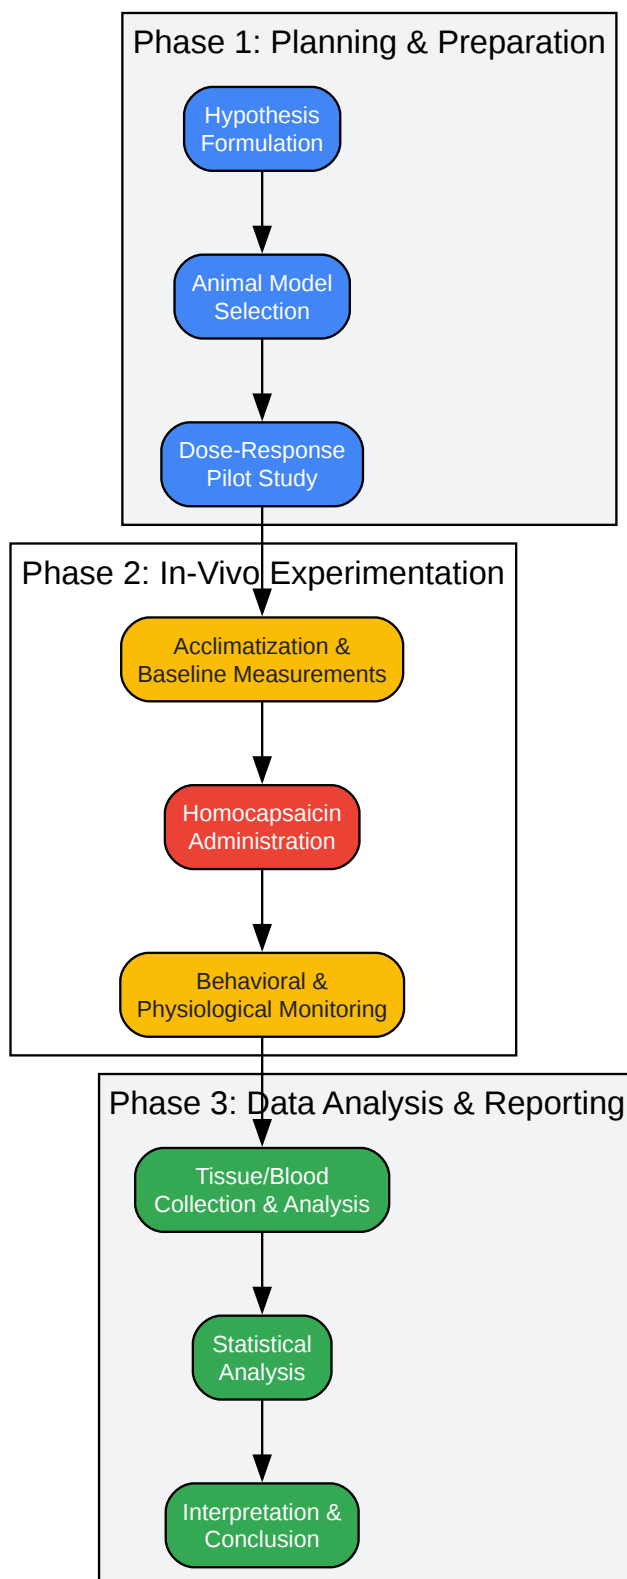 Phase 1: Planning & Preparation
Hypothesis
Formulation
Animal Model
Selection
Dose-Response
Pilot Study
Phase 2: In-Vivo Experimentation
Acclimatization &
Baseline Measurements
Homocapsaicin
Administration
Behavioral &
Physiological Monitoring
Phase 3: Data Analysis & Reporting
Tissue/Blood
Collection & Analysis
Statistical
Analysis
Interpretation &
Conclusion